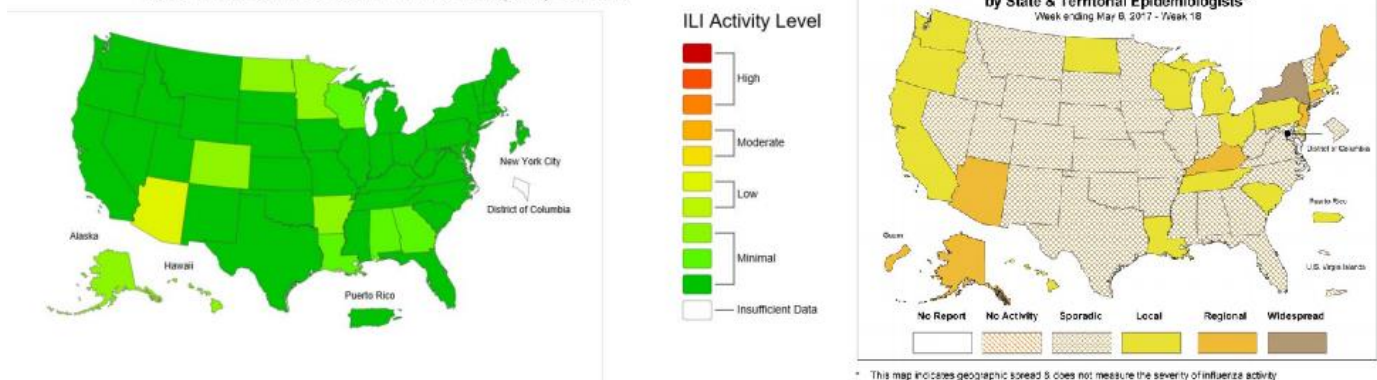 ILI Activity Level
High
Moderate
Low
Minimal
Insufficient Data
New York City
District of Columbia
Alaska
Hawaii
Puerto Rico
by State & Territorial Epidemiologists
Week ending May 6, 2017 - Week 18
District of Columbia
Puerto Rico
Guam
U.S. Virgin Islands
No Report
No Activity
Sporadic
Local
Regional
Widespread
* This map indicates geographic spread & does not measure the severity of influenza activity